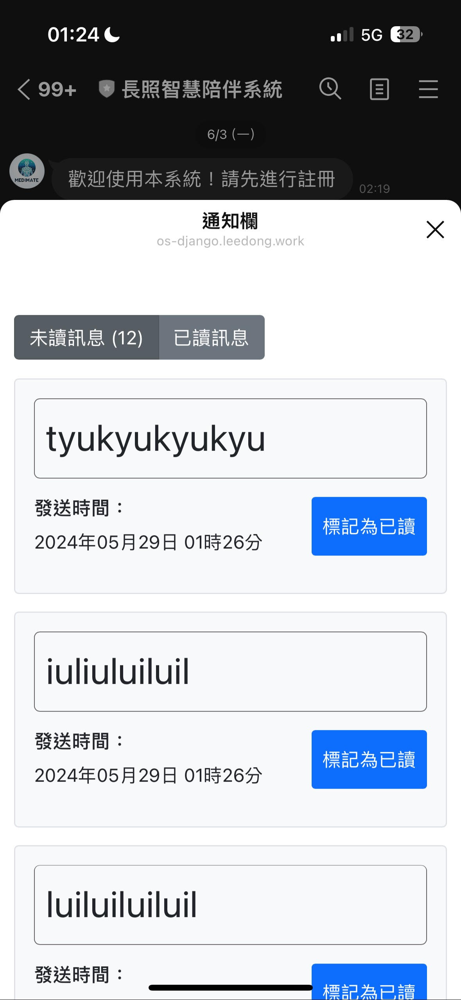 01:24
5G
32
99+
長照智慧陪伴系統
6/3 (一)
MEDIMATE
歡迎使用本系統！請先進行註冊
02:19
通知欄
os-django.leedong.work
未讀訊息 (12)
已讀訊息
tyukyukyukyu
發送時間：
2024年05月29日 01時26分
標記為已讀
iuliuluiluil
發送時間：
2024年05月29日 01時26分
標記為已讀
luiluiluiluil
發送時間：
標記為已讀